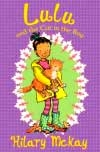 Lulu
and the Cat in the Bag
Hilary McKay